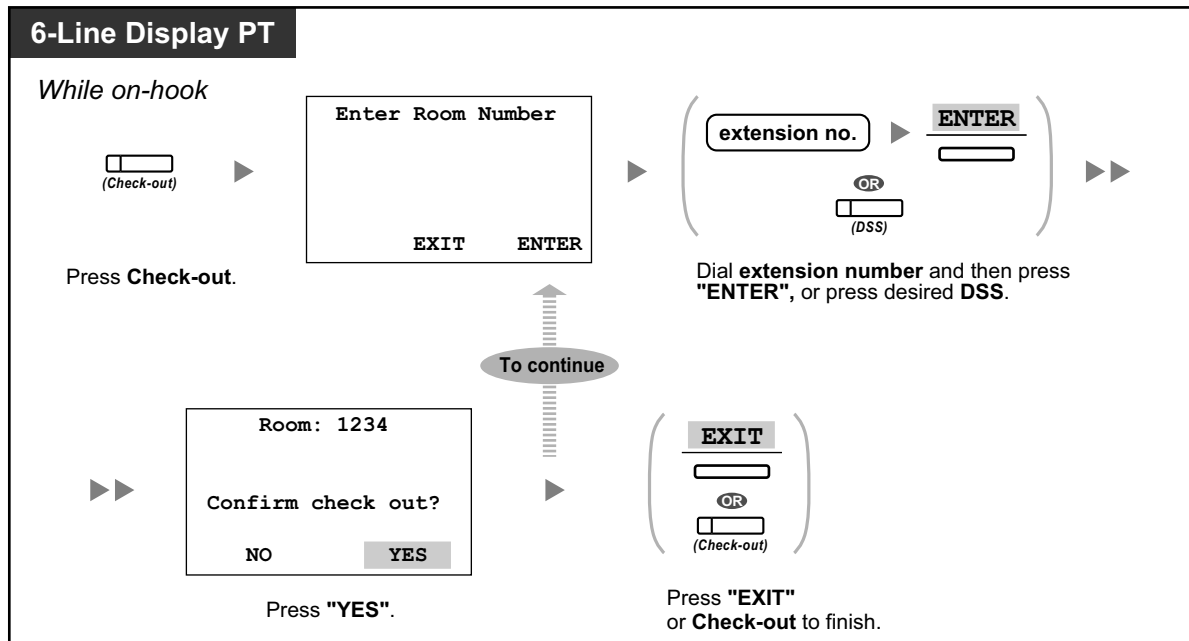 6-Line Display PT
While on-hook
(Check-out)
Press Check-out.
Enter Room Number
EXIT ENTER
extension no.
ENTER
OR
(DSS)
Dial extension number and then press
"ENTER", or press desired DSS.
To continue
Room: 1234
Confirm check out?
NO YES
Press "YES".
EXIT
OR
(Check-out)
Press "EXIT"
or Check-out to finish.